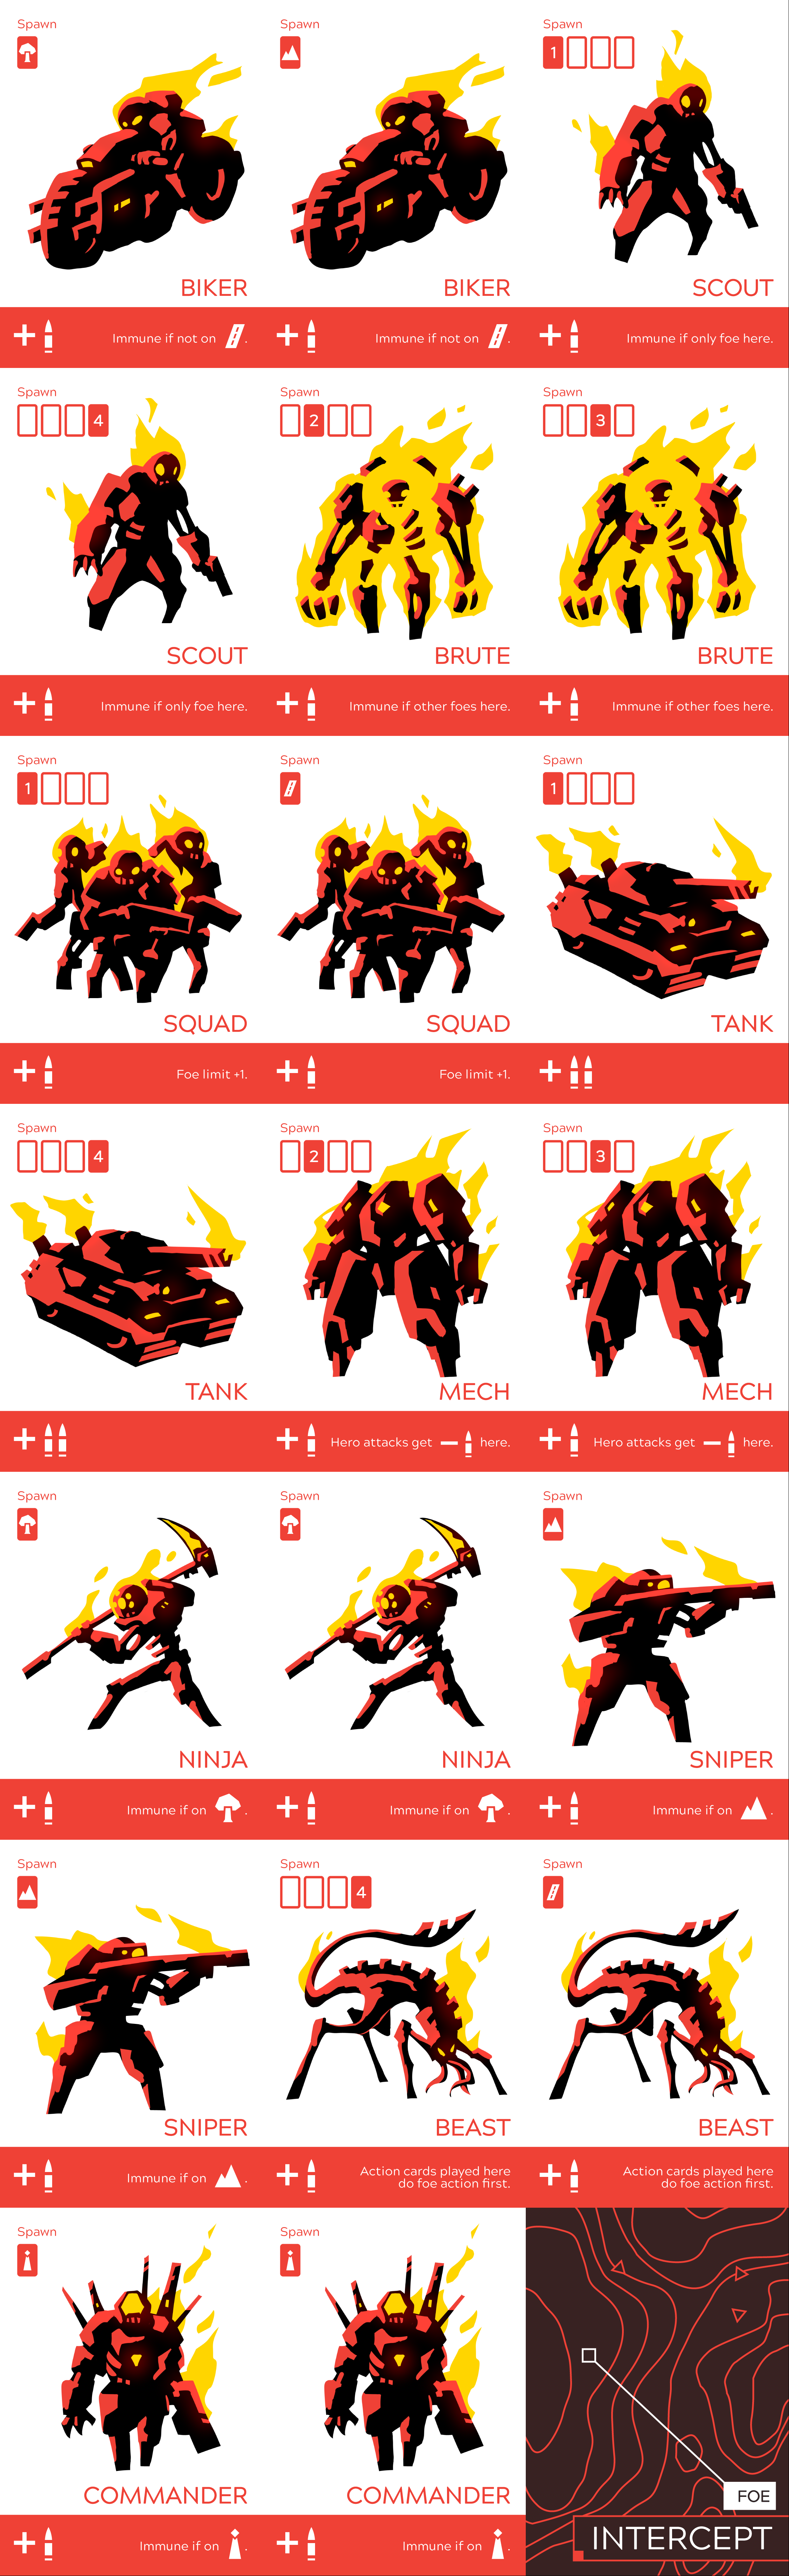 Spawn
BIKER
Immune if not on .
Spawn
BIKER
Immune if not on .
Spawn
1
SCOUT
Immune if only foe here.
Spawn
4
SCOUT
Immune if only foe here.
Spawn
2
BRUTE
Immune if other foes here.
Spawn
3
BRUTE
Immune if other foes here.
Spawn
1
SQUAD
Foe limit +1.
Spawn
SQUAD
Foe limit +1.
Spawn
1
TANK
Spawn
4
TANK
Spawn
2
MECH
Hero attacks get here.
Spawn
3
MECH
Hero attacks get here.
Spawn
NINJA
Immune if on .
Spawn
NINJA
Immune if on .
Spawn
SNIPER
Immune if on .
Spawn
SNIPER
Immune if on .
Spawn
4
BEAST
Action cards played here
do foe action first.
Spawn
BEAST
Action cards played here
do foe action first.
Spawn
COMMANDER
Immune if on .
Spawn
COMMANDER
Immune if on .
FOE
INTERCEPT